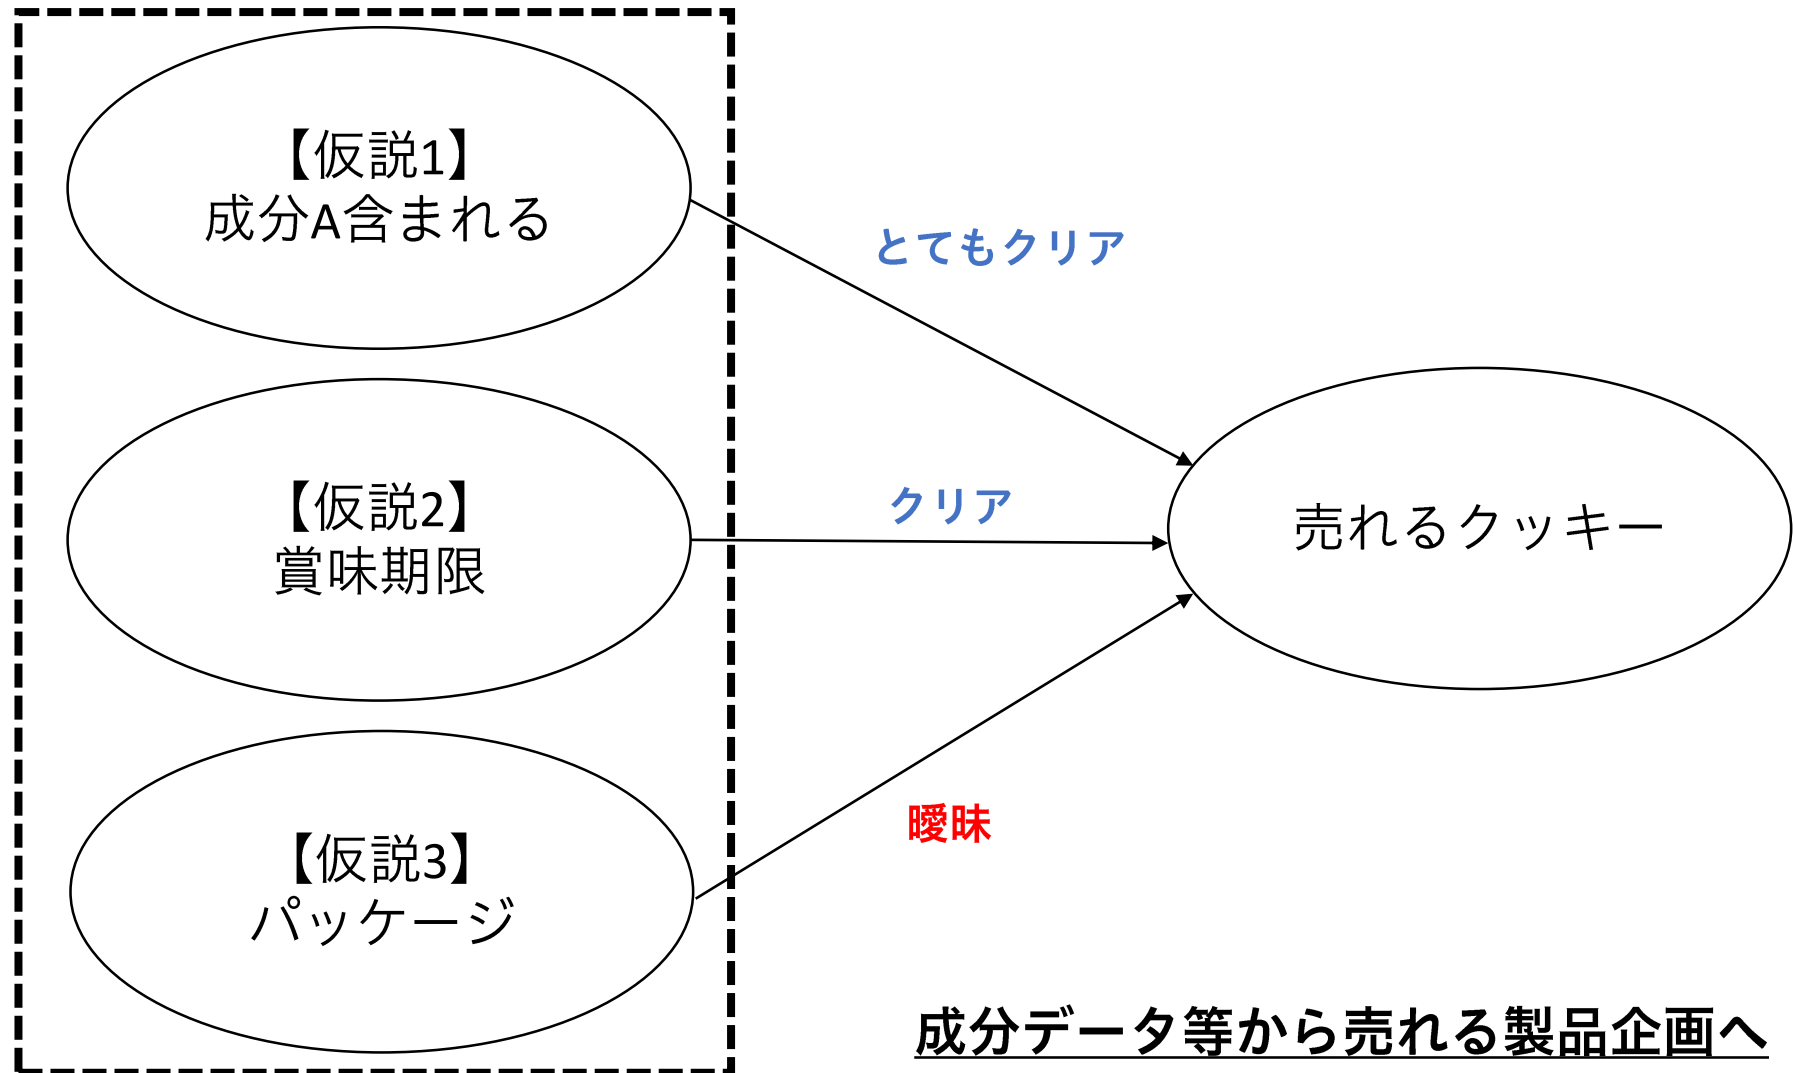 【仮説1】
成分A含まれる
とてもクリア
【仮説2】
賞味期限
クリア
売れるクッキー
【仮説3】
パッケージ
曖昧
成分データ等から売れる製品企画へ